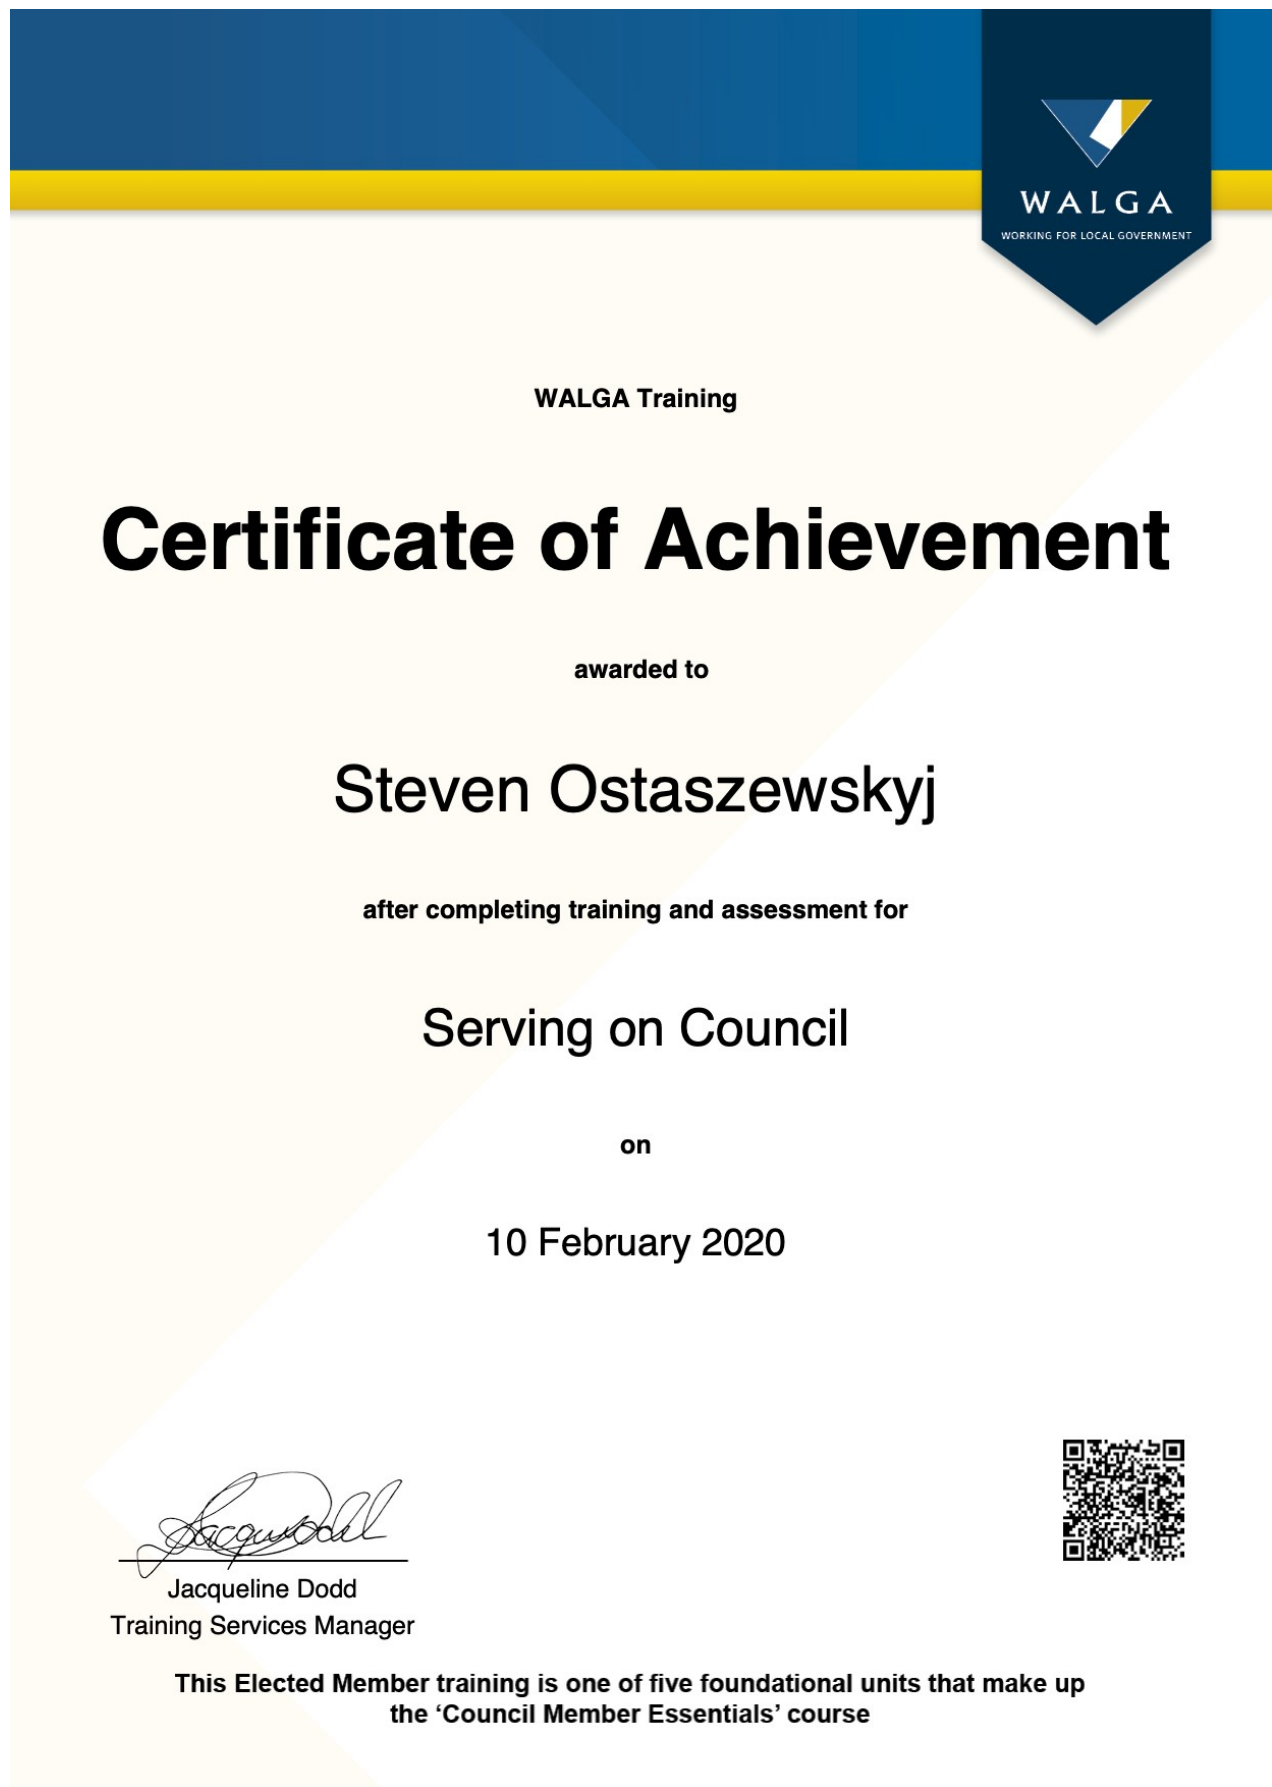 WALGA
WORKING FOR LOCAL GOVERNMENT
WALGA Training
Certificate of Achievement
awarded to
Steven Ostaszewskyj
after completing training and assessment for
Serving on Council
on
10 February 2020
Jacqueline Dodd
Training Services Manager
This Elected Member training is one of five foundational units that make up
the ‘Council Member Essentials’ course